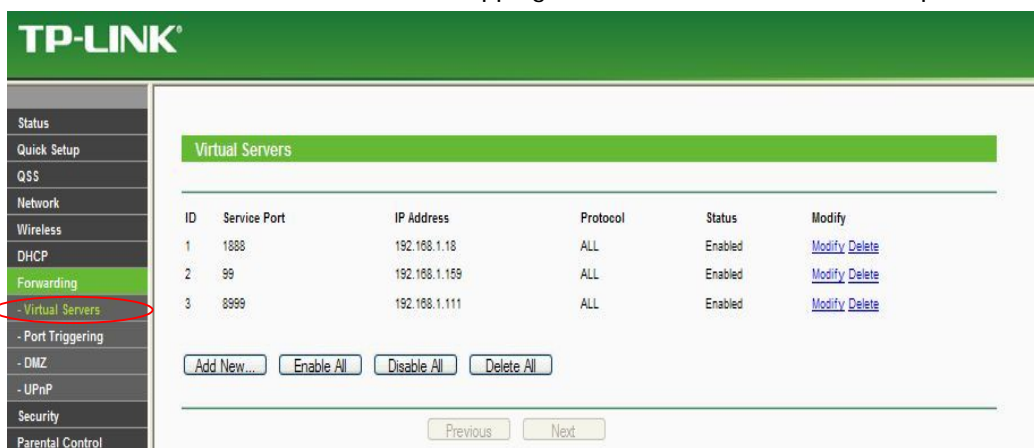 TP-LINK®
Status
Quick Setup
QSS
Network
Wireless
DHCP
Forwarding
- Virtual Servers
- Port Triggering
- DMZ
- UPnP
Security
Parental Control
Virtual Servers
ID Service Port IP Address Protocol Status Modify
1 1888 192.168.1.18 ALL Enabled Modify Delete
2 99 192.168.1.159 ALL Enabled Modify Delete
3 8999 192.168.1.111 ALL Enabled Modify Delete
Add New... Enable All Disable All Delete All
Previous Next